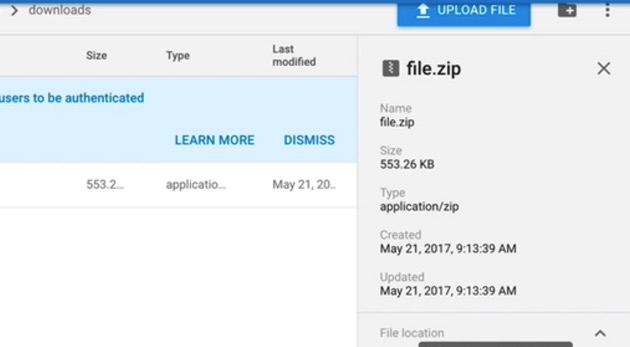 downloads
UPLOAD FILE
Size
Type
Last
modified
users to be authenticated
LEARN MORE
DISMISS
553.2...
applicatio...
May 21, 20..
file.zip
Name
file.zip
Size
553.26 KB
Type
application/zip
Created
May 21, 2017, 9:13:39 AM
Updated
May 21, 2017, 9:13:39 AM
File location